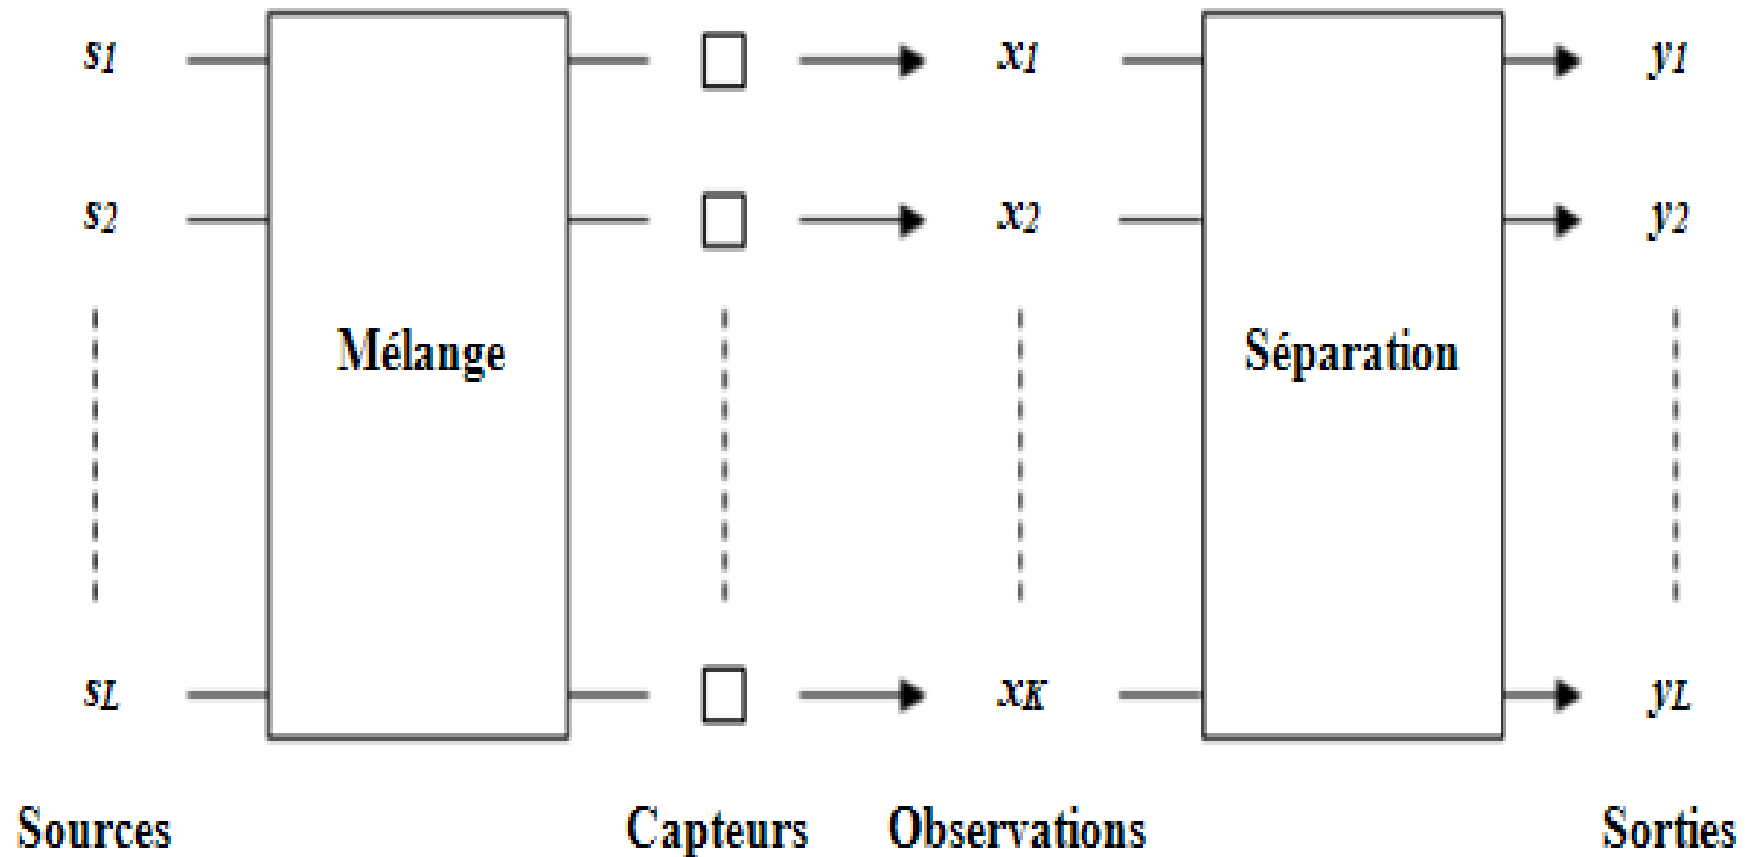 s1 x1 y1
s2 x2 y2
Mélange Séparation
sL xK yL
Sources Capteurs Observations Sorties